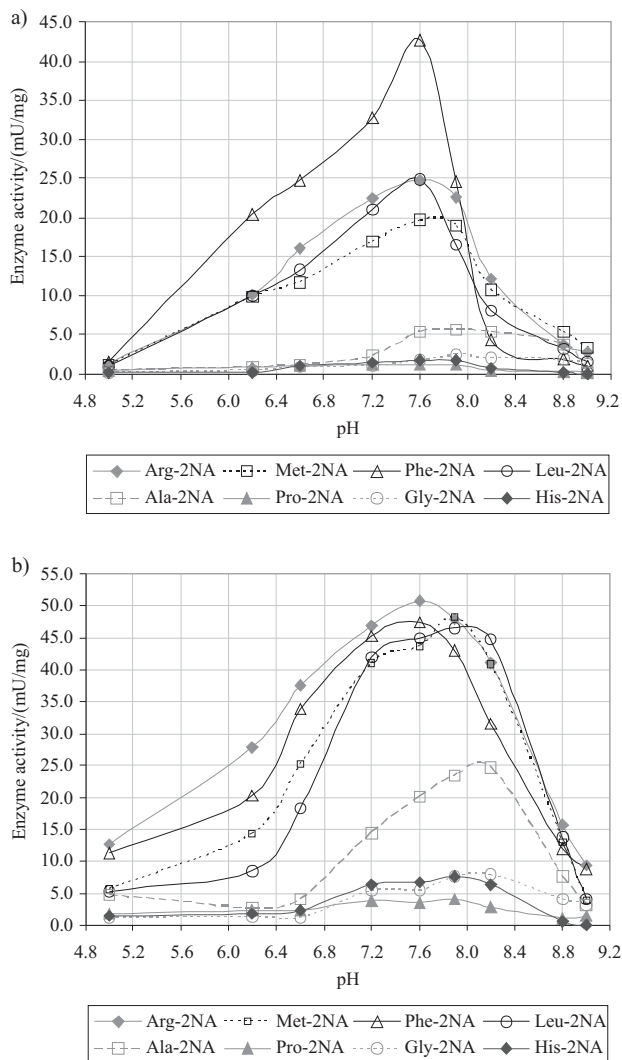 a)
45.0
40.0
35.0
30.0
25.0
20.0
15.0
10.0
5.0
0.0
Enzyme activity/(mU/mg)
4.8 5.2 5.6 6.0 6.4 6.8 7.2 7.6 8.0 8.4 8.8 9.2
pH
Arg-2NA Met-2NA Phe-2NA Leu-2NA
Ala-2NA Pro-2NA Gly-2NA His-2NA
b)
55.0
50.0
45.0
40.0
35.0
30.0
25.0
20.0
15.0
10.0
5.0
0.0
Enzyme activity/(mU/mg)
4.8 5.2 5.6 6.0 6.4 6.8 7.2 7.6 8.0 8.4 8.8 9.2
pH
Arg-2NA Met-2NA Phe-2NA Leu-2NA
Ala-2NA Pro-2NA Gly-2NA His-2NA